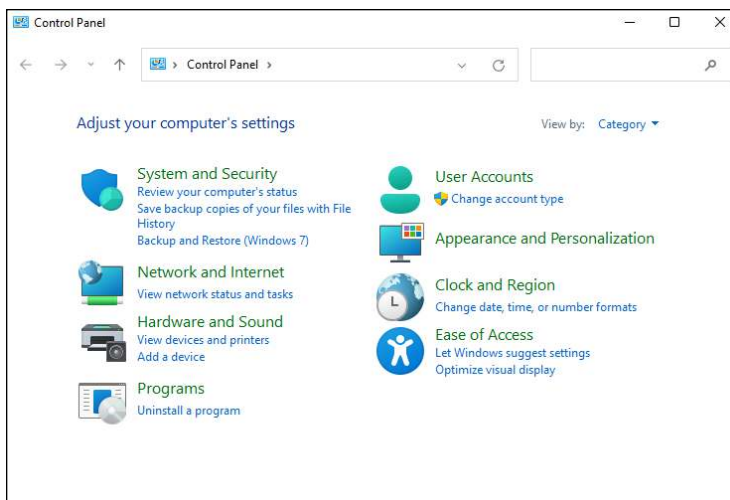 Control Panel
Control Panel
Adjust your computer's settings
View by: Category
System and Security
Review your computer's status
Save backup copies of your files with File
History
Backup and Restore (Windows 7)
Network and Internet
View network status and tasks
Hardware and Sound
View devices and printers
Add a device
Programs
Uninstall a program
User Accounts
Change account type
Appearance and Personalization
Clock and Region
Change date, time, or number formats
Ease of Access
Let Windows suggest settings
Optimize visual display